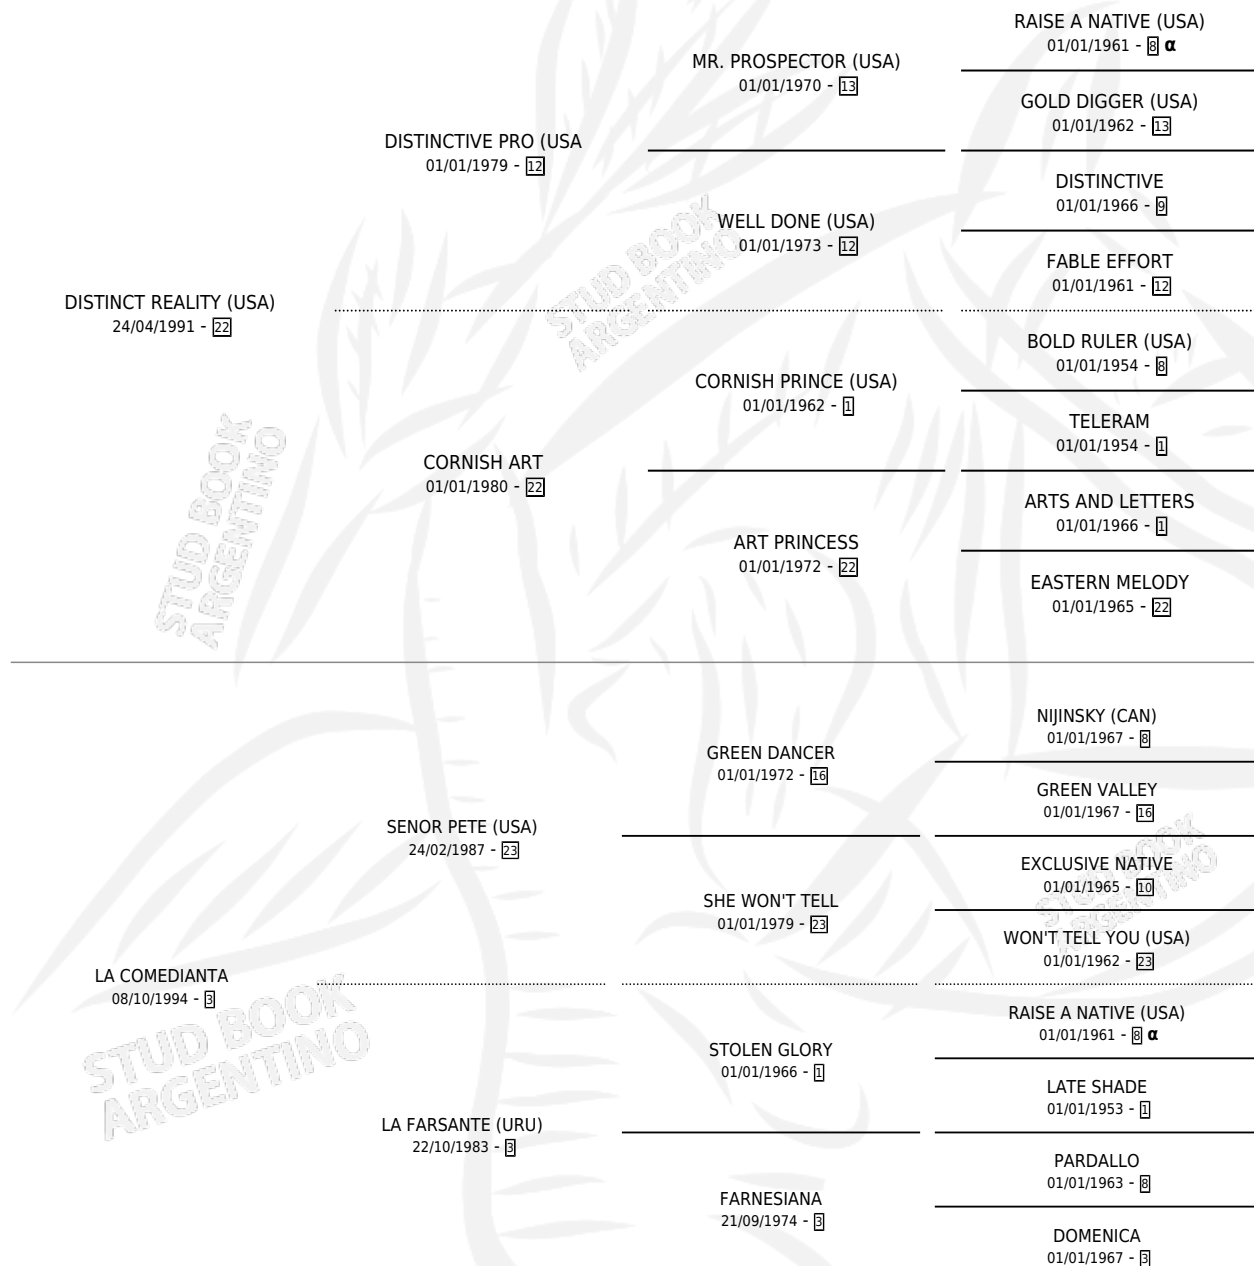 RAISE A NATIVE (USA)
01/01/1961 - 8 α
MR. PROSPECTOR (USA)
01/01/1970 - 13
GOLD DIGGER (USA)
01/01/1962 - 13
DISTINCTIVE PRO (USA
01/01/1979 - 12
DISTINCTIVE
01/01/1966 - 9
WELL DONE (USA)
01/01/1973 - 12
FABLE EFFORT
01/01/1961 - 12
DISTINCT REALITY (USA)
24/04/1991 - 22
BOLD RULER (USA)
01/01/1954 - 8
CORNISH PRINCE (USA)
01/01/1962 - 1
TELERAM
01/01/1954 - 1
CORNISH ART
01/01/1980 - 22
ARTS AND LETTERS
01/01/1966 - 1
ART PRINCESS
01/01/1972 - 22
EASTERN MELODY
01/01/1965 - 22
STUD BOOK
ARGENTINO
STUD BOOK
ARGENTINO
NIJINSKY (CAN)
01/01/1967 - 8
GREEN DANCER
01/01/1972 - 16
GREEN VALLEY
01/01/1967 - 16
SENOR PETE (USA)
24/02/1987 - 23
EXCLUSIVE NATIVE
01/01/1965 - 10
SHE WON'T TELL
01/01/1979 - 23
WON'T TELL YOU (USA)
01/01/1962 - 23
LA COMEDIANTA
08/10/1994 - 3
RAISE A NATIVE (USA)
01/01/1961 - 8 α
STOLEN GLORY
01/01/1966 - 1
LATE SHADE
01/01/1953 - 1
LA FARSANTE (URU)
22/10/1983 - 3
PARDALLO
01/01/1963 - 8
FARNESIANA
21/09/1974 - 3
DOMENICA
01/01/1967 - 3
STUD BOOK
ARGENTINO
STUD BOOK
ARGENTINO